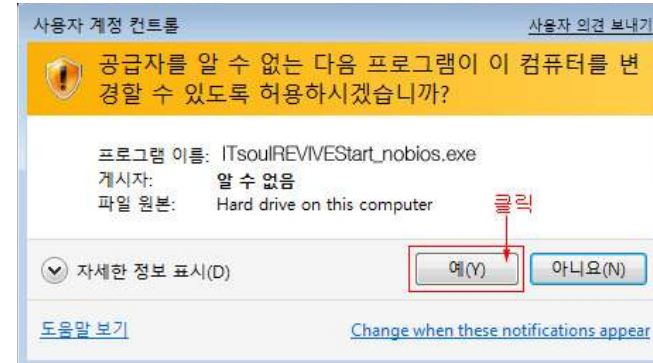 사용자 계정 컨트롤
사용자 의견 보내기
공급자를 알 수 없는 다음 프로그램이 이 컴퓨터를 변
경할 수 있도록 허용하시겠습니까?
프로그램 이름: ITsoulREVIVEStart_nobios.exe
게시자: 알 수 없음
파일 원본: Hard drive on this computer
클릭
자세한 정보 표시(D)
예(Y)
아니요(N)
도움말 보기
Change when these notifications appear